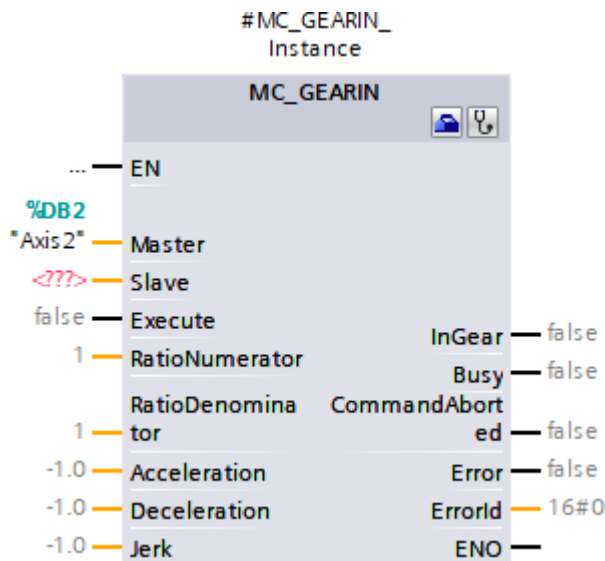 #MC_GEARIN_
Instance
MC_GEARIN
... EN
%DB2
"Axis2" Master
<???> Slave
false Execute
InGear false
1 RatioNumerator
Busy false
RatioDenomina CommandAbort
1 tor ed false
-1.0 Acceleration Error false
-1.0 Deceleration ErrorId 16#0
-1.0 Jerk ENO